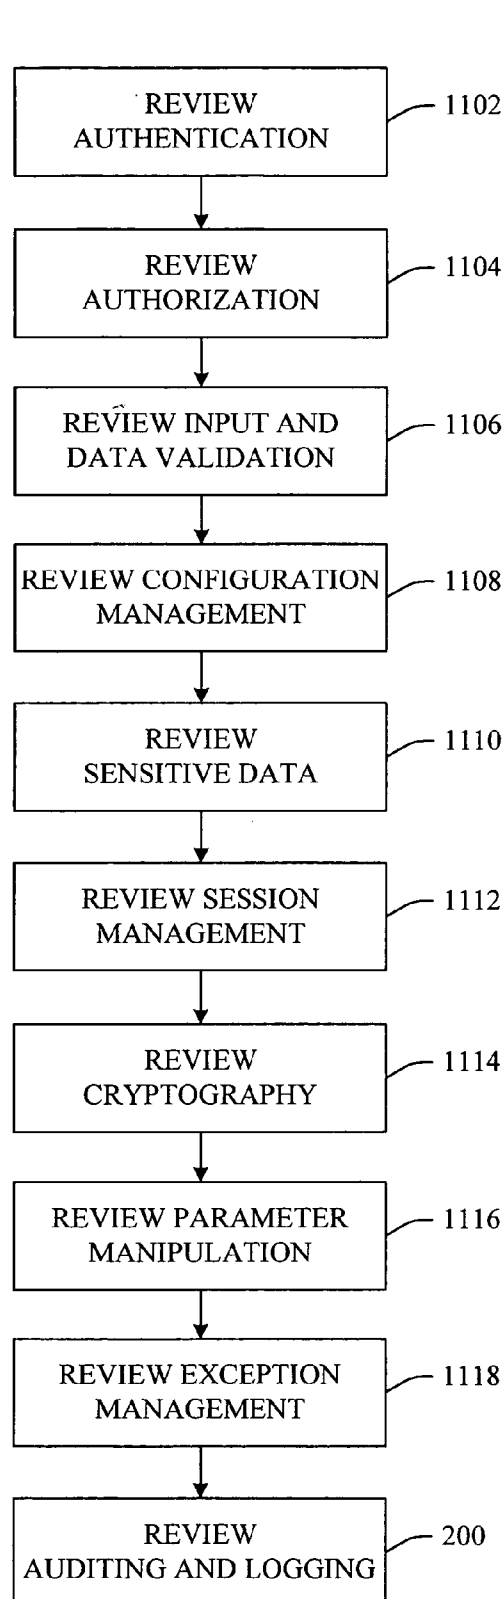 REVIEW
AUTHENTICATION
1102
REVIEW
AUTHORIZATION
1104
REVIEW INPUT AND
DATA VALIDATION
1106
REVIEW CONFIGURATION
MANAGEMENT
1108
REVIEW
SENSITIVE DATA
1110
REVIEW SESSION
MANAGEMENT
1112
REVIEW
CRYPTOGRAPHY
1114
REVIEW PARAMETER
MANIPULATION
1116
REVIEW EXCEPTION
MANAGEMENT
1118
REVIEW
AUDITING AND LOGGING
200